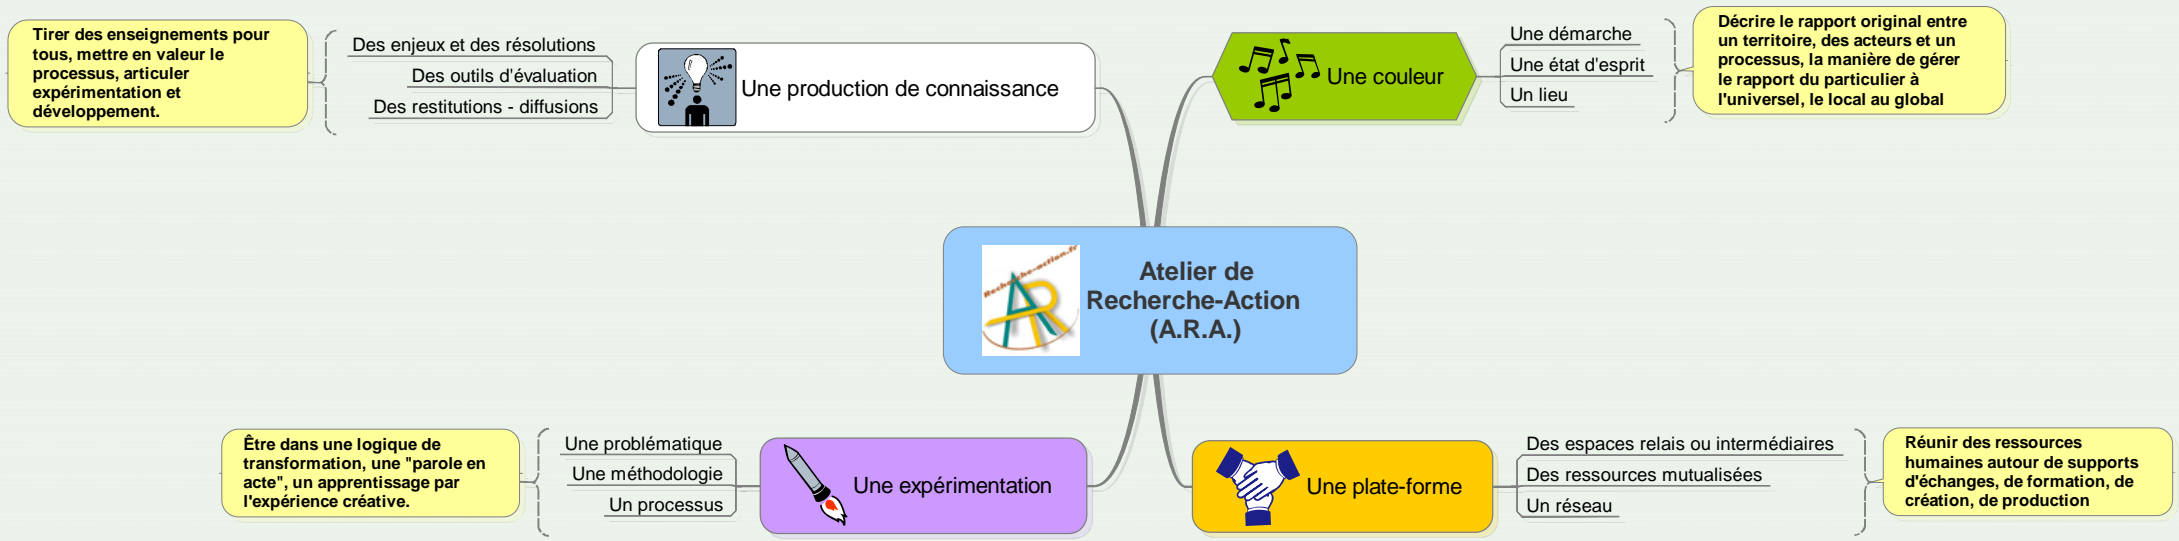 Tirer des enseignements pour
tous, mettre en valeur le
processus, articuler
expérimentation et
développement.
Des enjeux et des résolutions
Des outils d'évaluation
Des restitutions - diffusions
Une production de connaissance
Une couleur
Une démarche
Une état d'esprit
Un lieu
Décrire le rapport original entre
un territoire, des acteurs et un
processus, la manière de gérer
le rapport du particulier à
l'universel, le local au global
Recherche-action.fr
AR
Atelier de
Recherche-Action
(A.R.A.)
Être dans une logique de
transformation, une "parole en
acte", un apprentissage par
l'expérience créative.
Une problématique
Une méthodologie
Un processus
Une expérimentation
Une plate-forme
Des espaces relais ou intermédiaires
Des ressources mutualisées
Un réseau
Réunir des ressources
humaines autour de supports
d'échanges, de formation, de
création, de production